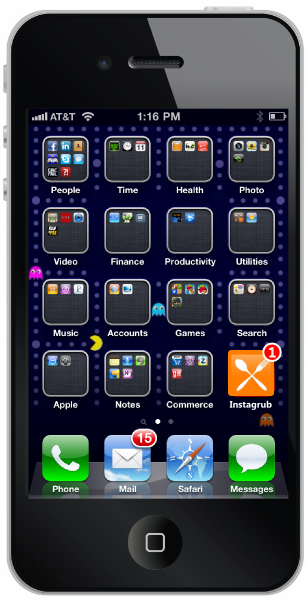 AT&T 1:16 PM
People Time Health Photo
Video Finance Productivity Utilities
Music Accounts Games Search
1
Apple Notes Commerce Instagrub
15
Phone Mail Safari Messages